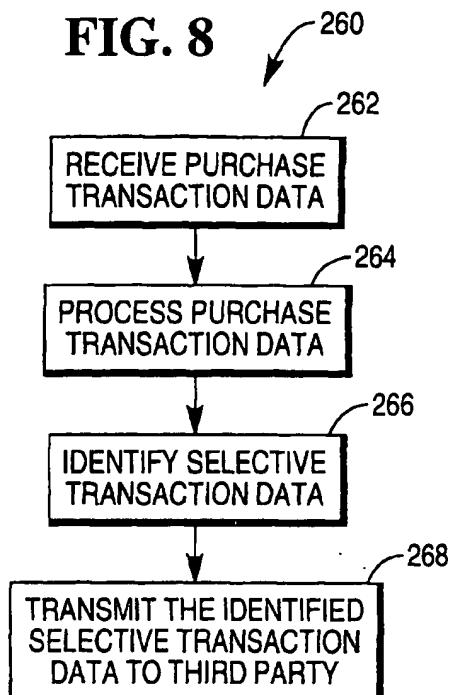 FIG. 8
260
262
RECEIVE PURCHASE
TRANSACTION DATA
264
PROCESS PURCHASE
TRANSACTION DATA
266
IDENTIFY SELECTIVE
TRANSACTION DATA
268
TRANSMIT THE IDENTIFIED
SELECTIVE TRANSACTION
DATA TO THIRD PARTY